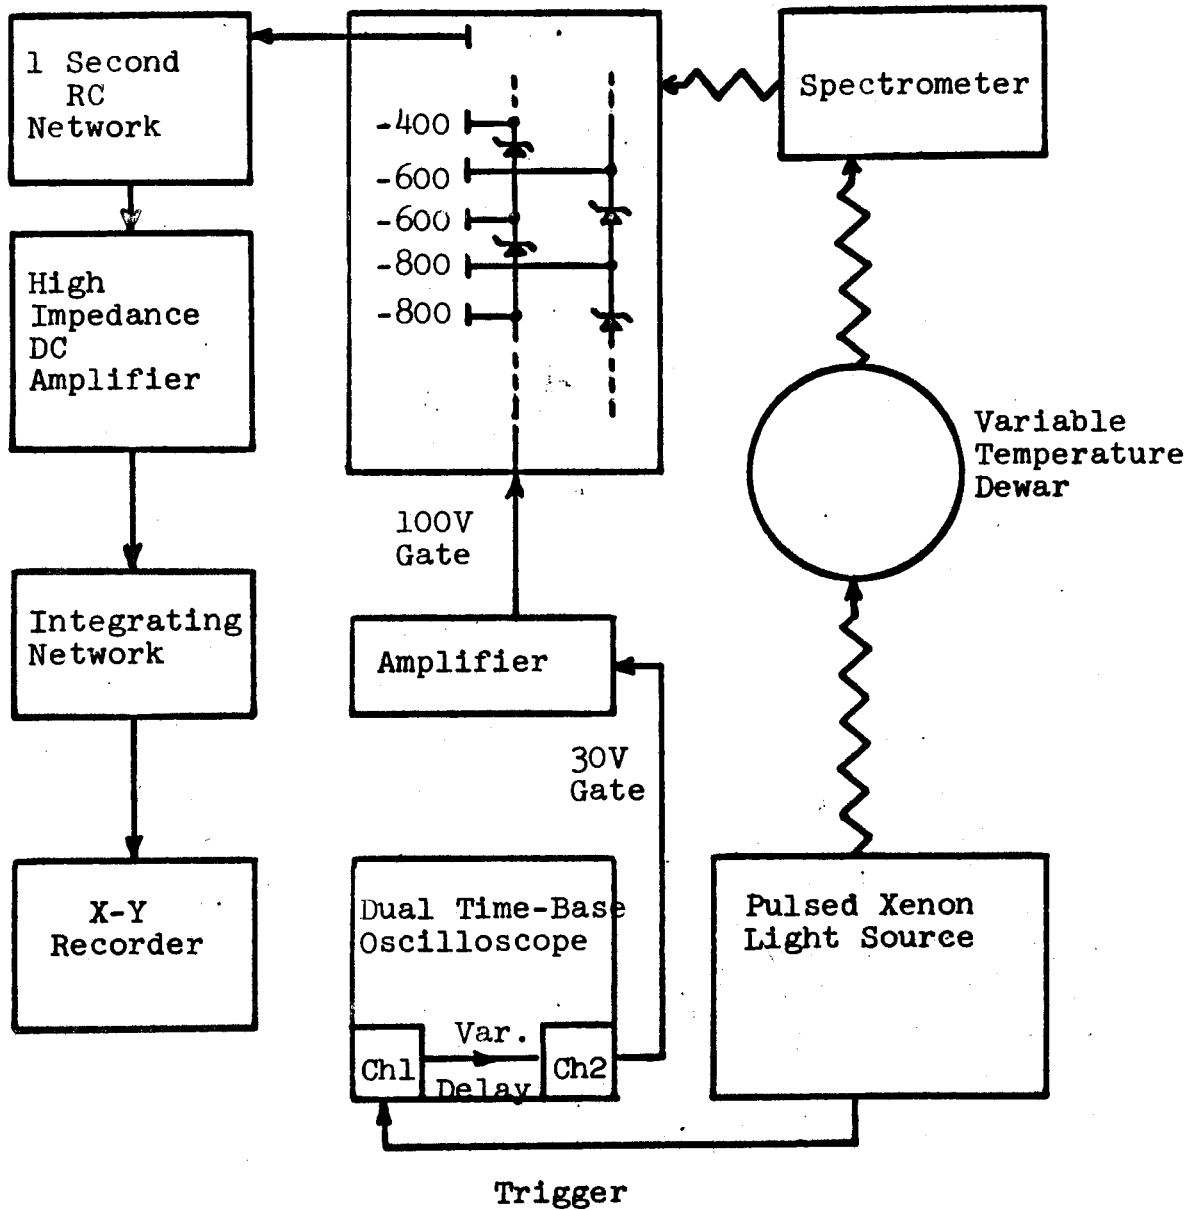 1 Second
RC
Network
High
Impedance
DC
Amplifier
Integrating
Network
X-Y
Recorder
-400
-600
-600
-800
-800
100V
Gate
Amplifier
30V
Gate
Dual Time-Base
Oscilloscope
Var.
Ch1
Ch2
Delay
Spectrometer
Variable
Temperature
Dewar
Pulsed Xenon
Light Source
Trigger